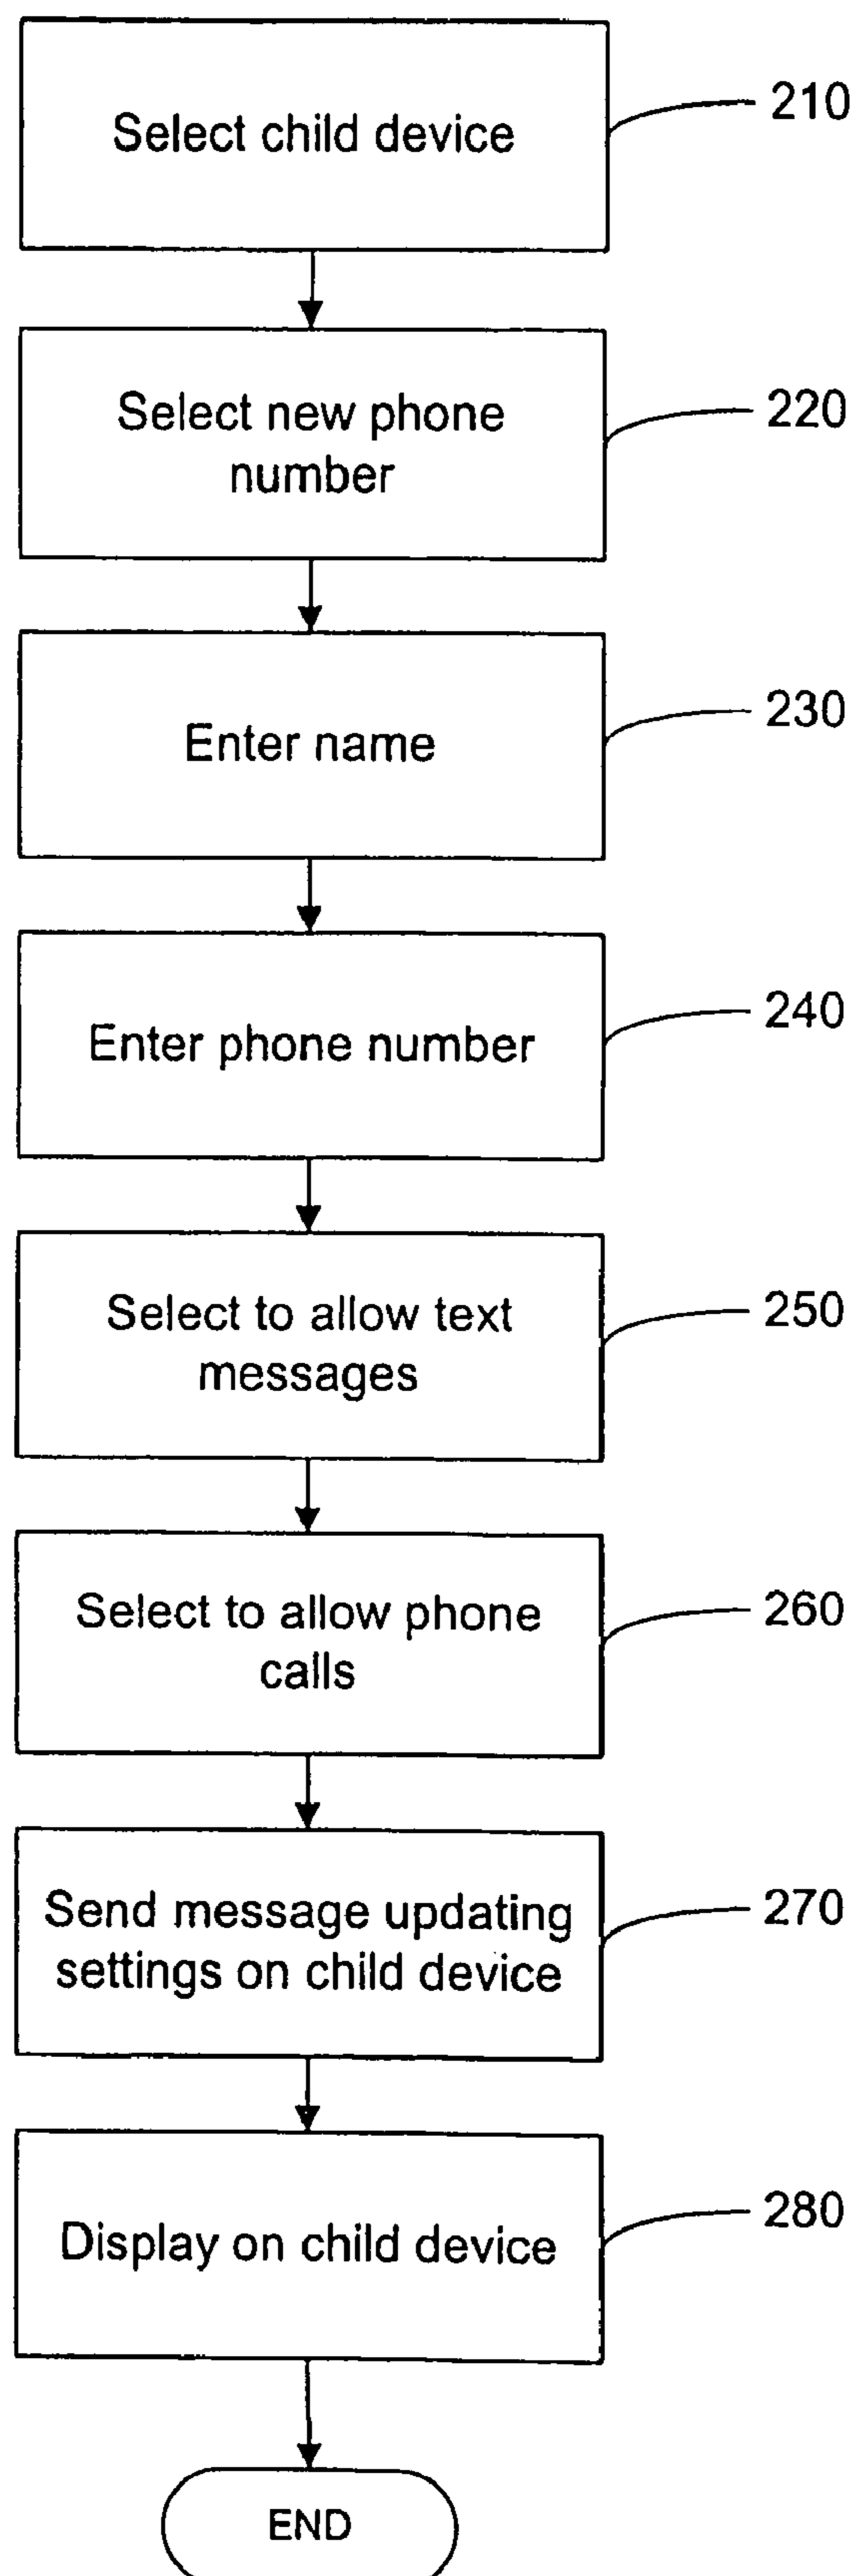 Select child device
210
Select new phone
number
220
Enter name
230
Enter phone number
240
Select to allow text
messages
250
Select to allow phone
calls
260
Send message updating
settings on child device
270
Display on child device
280
END